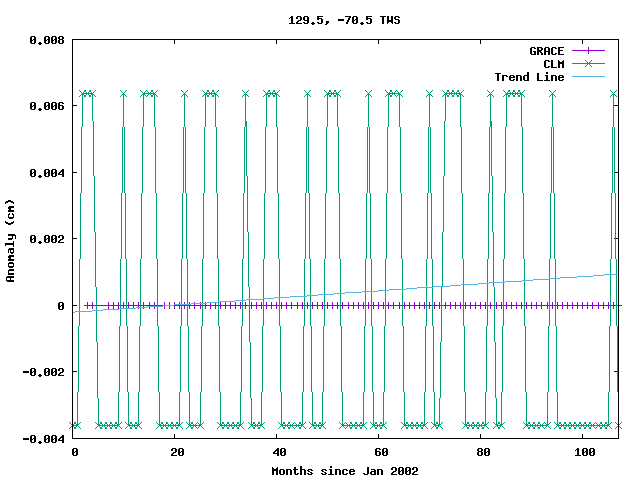 129.5, -70.5 TWS
GRACE
CLM
Trend Line
0.008
0.006
0.004
0.002
0
-0.002
-0.004
Anomaly (cm)
0 20 40 60 80 100
Months since Jan 2002